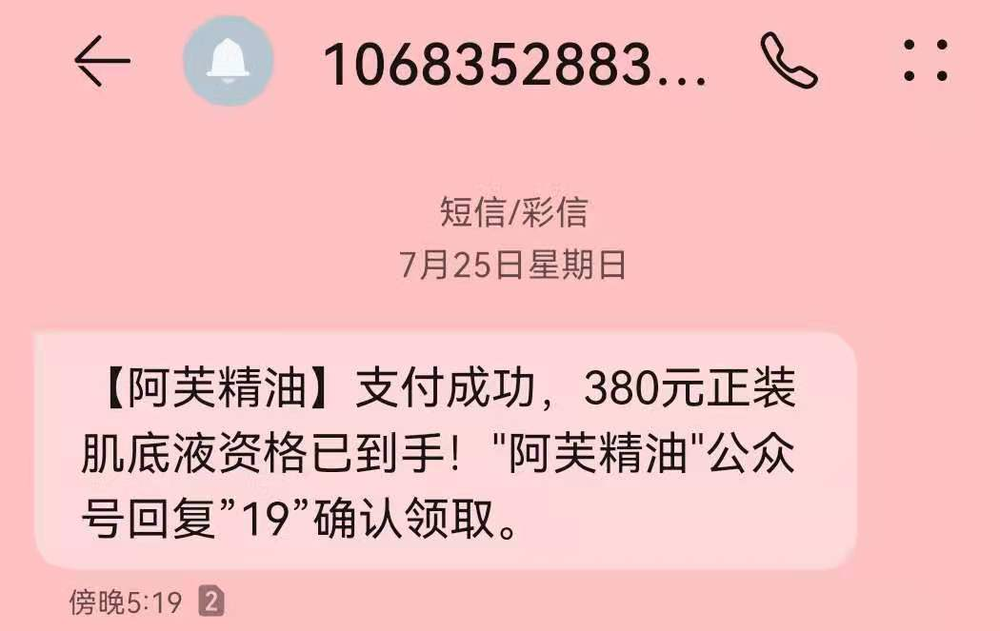 1068352883...
短信/彩信
7月25日星期日
【阿芙精油】支付成功，380元正装
肌底液资格已到手！"阿芙精油"公众
号回复”19”确认领取。
傍晚5:19 2